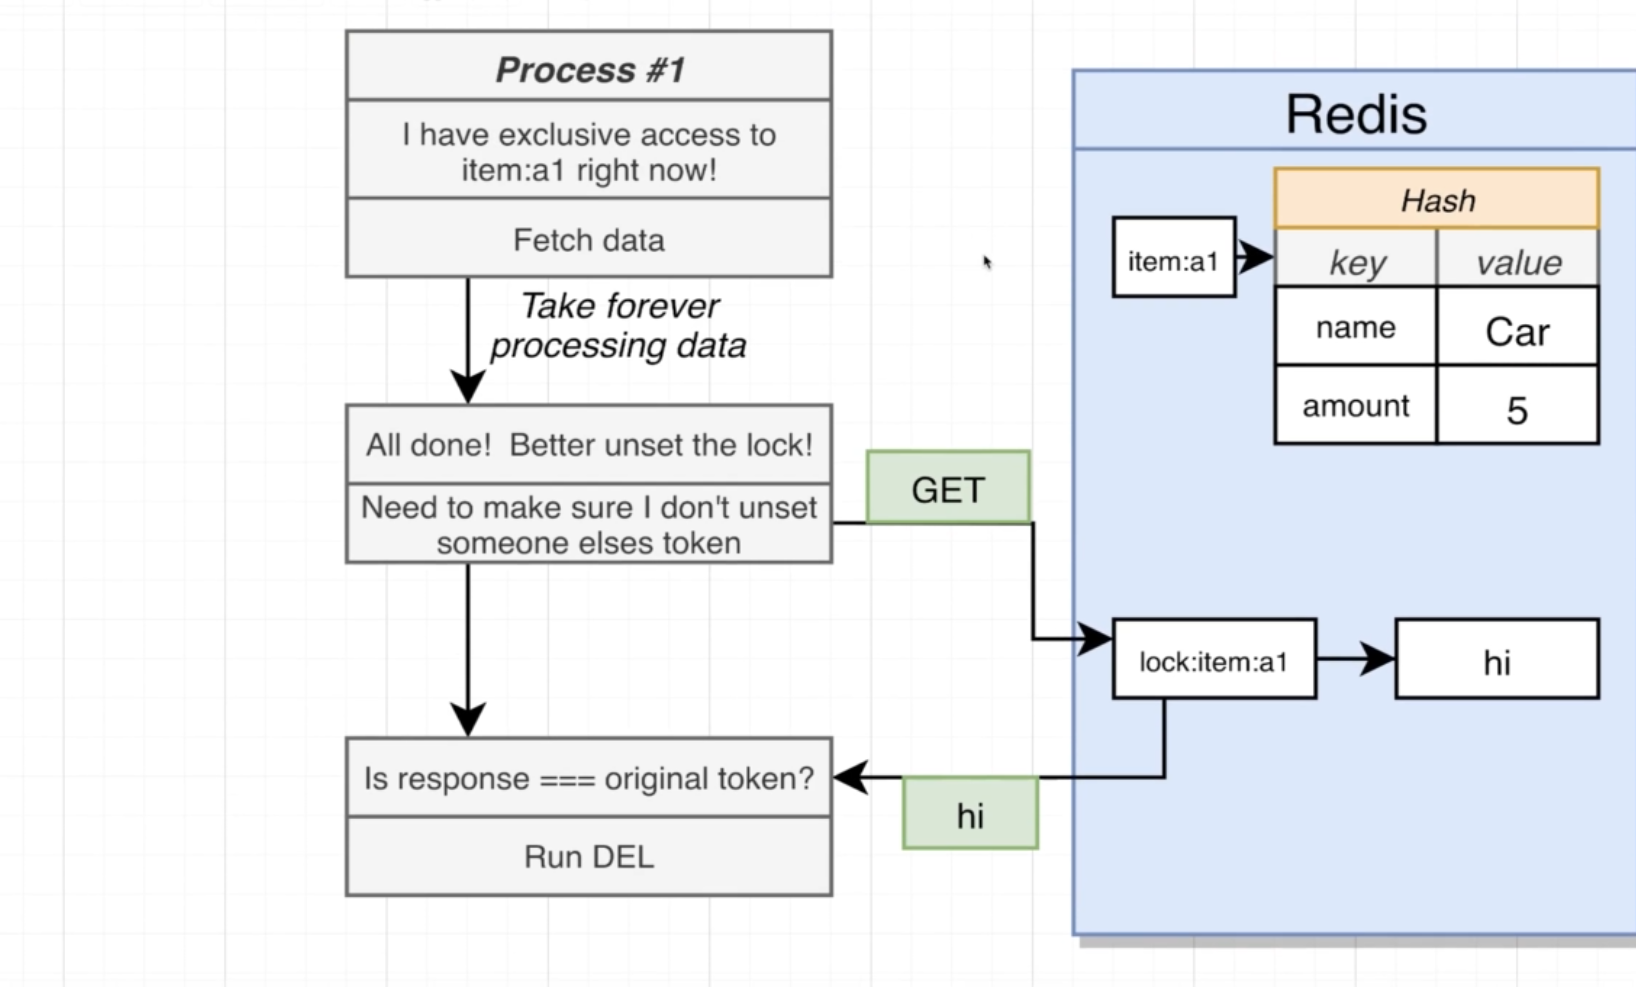 Process #1
I have exclusive access to
item:a1 right now!
Fetch data
Take forever
processing data
All done!  Better unset the lock!
Need to make sure I don't unset
someone elses token
GET
Is response === original token?
Run DEL
hi
Redis
item:a1
Hash
key value
name Car
amount 5
lock:item:a1
hi